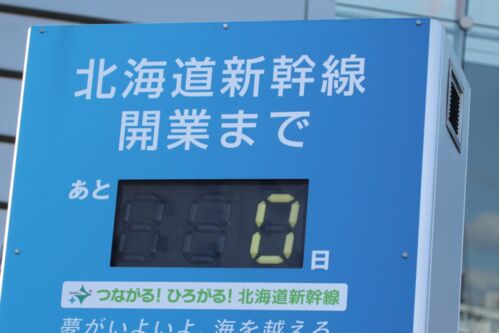 北海道新幹線
開業まで
あと 0 日
つながる！ひろがる！北海道新幹線
夢がいよいよ、海を越える